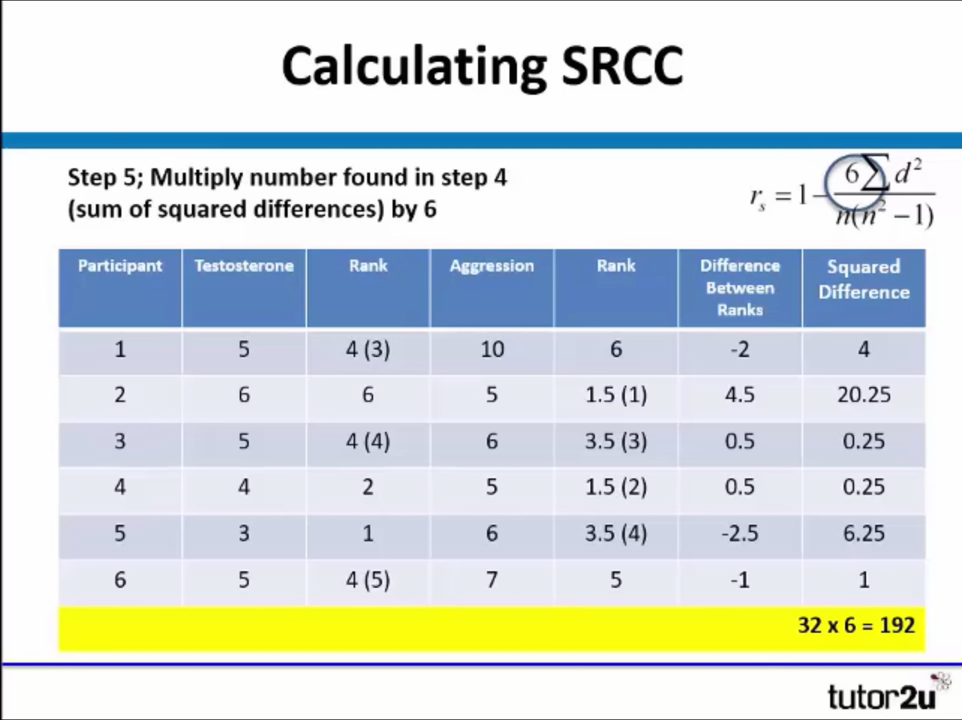 Calculating SRCC
Step 5; Multiply number found in step 4
(sum of squared differences) by 6
r_s = 1 - 6∑d² / n(n² – 1)
Participant Testosterone Rank Aggression Rank Difference Between Ranks Squared Difference
1 5 4 (3) 10 6 -2 4
2 6 6 5 1.5 (1) 4.5 20.25
3 5 4 (4) 6 3.5 (3) 0.5 0.25
4 4 2 5 1.5 (2) 0.5 0.25
5 3 1 6 3.5 (4) -2.5 6.25
6 5 4 (5) 7 5 -1 1
32 x 6 = 192
tutor2u